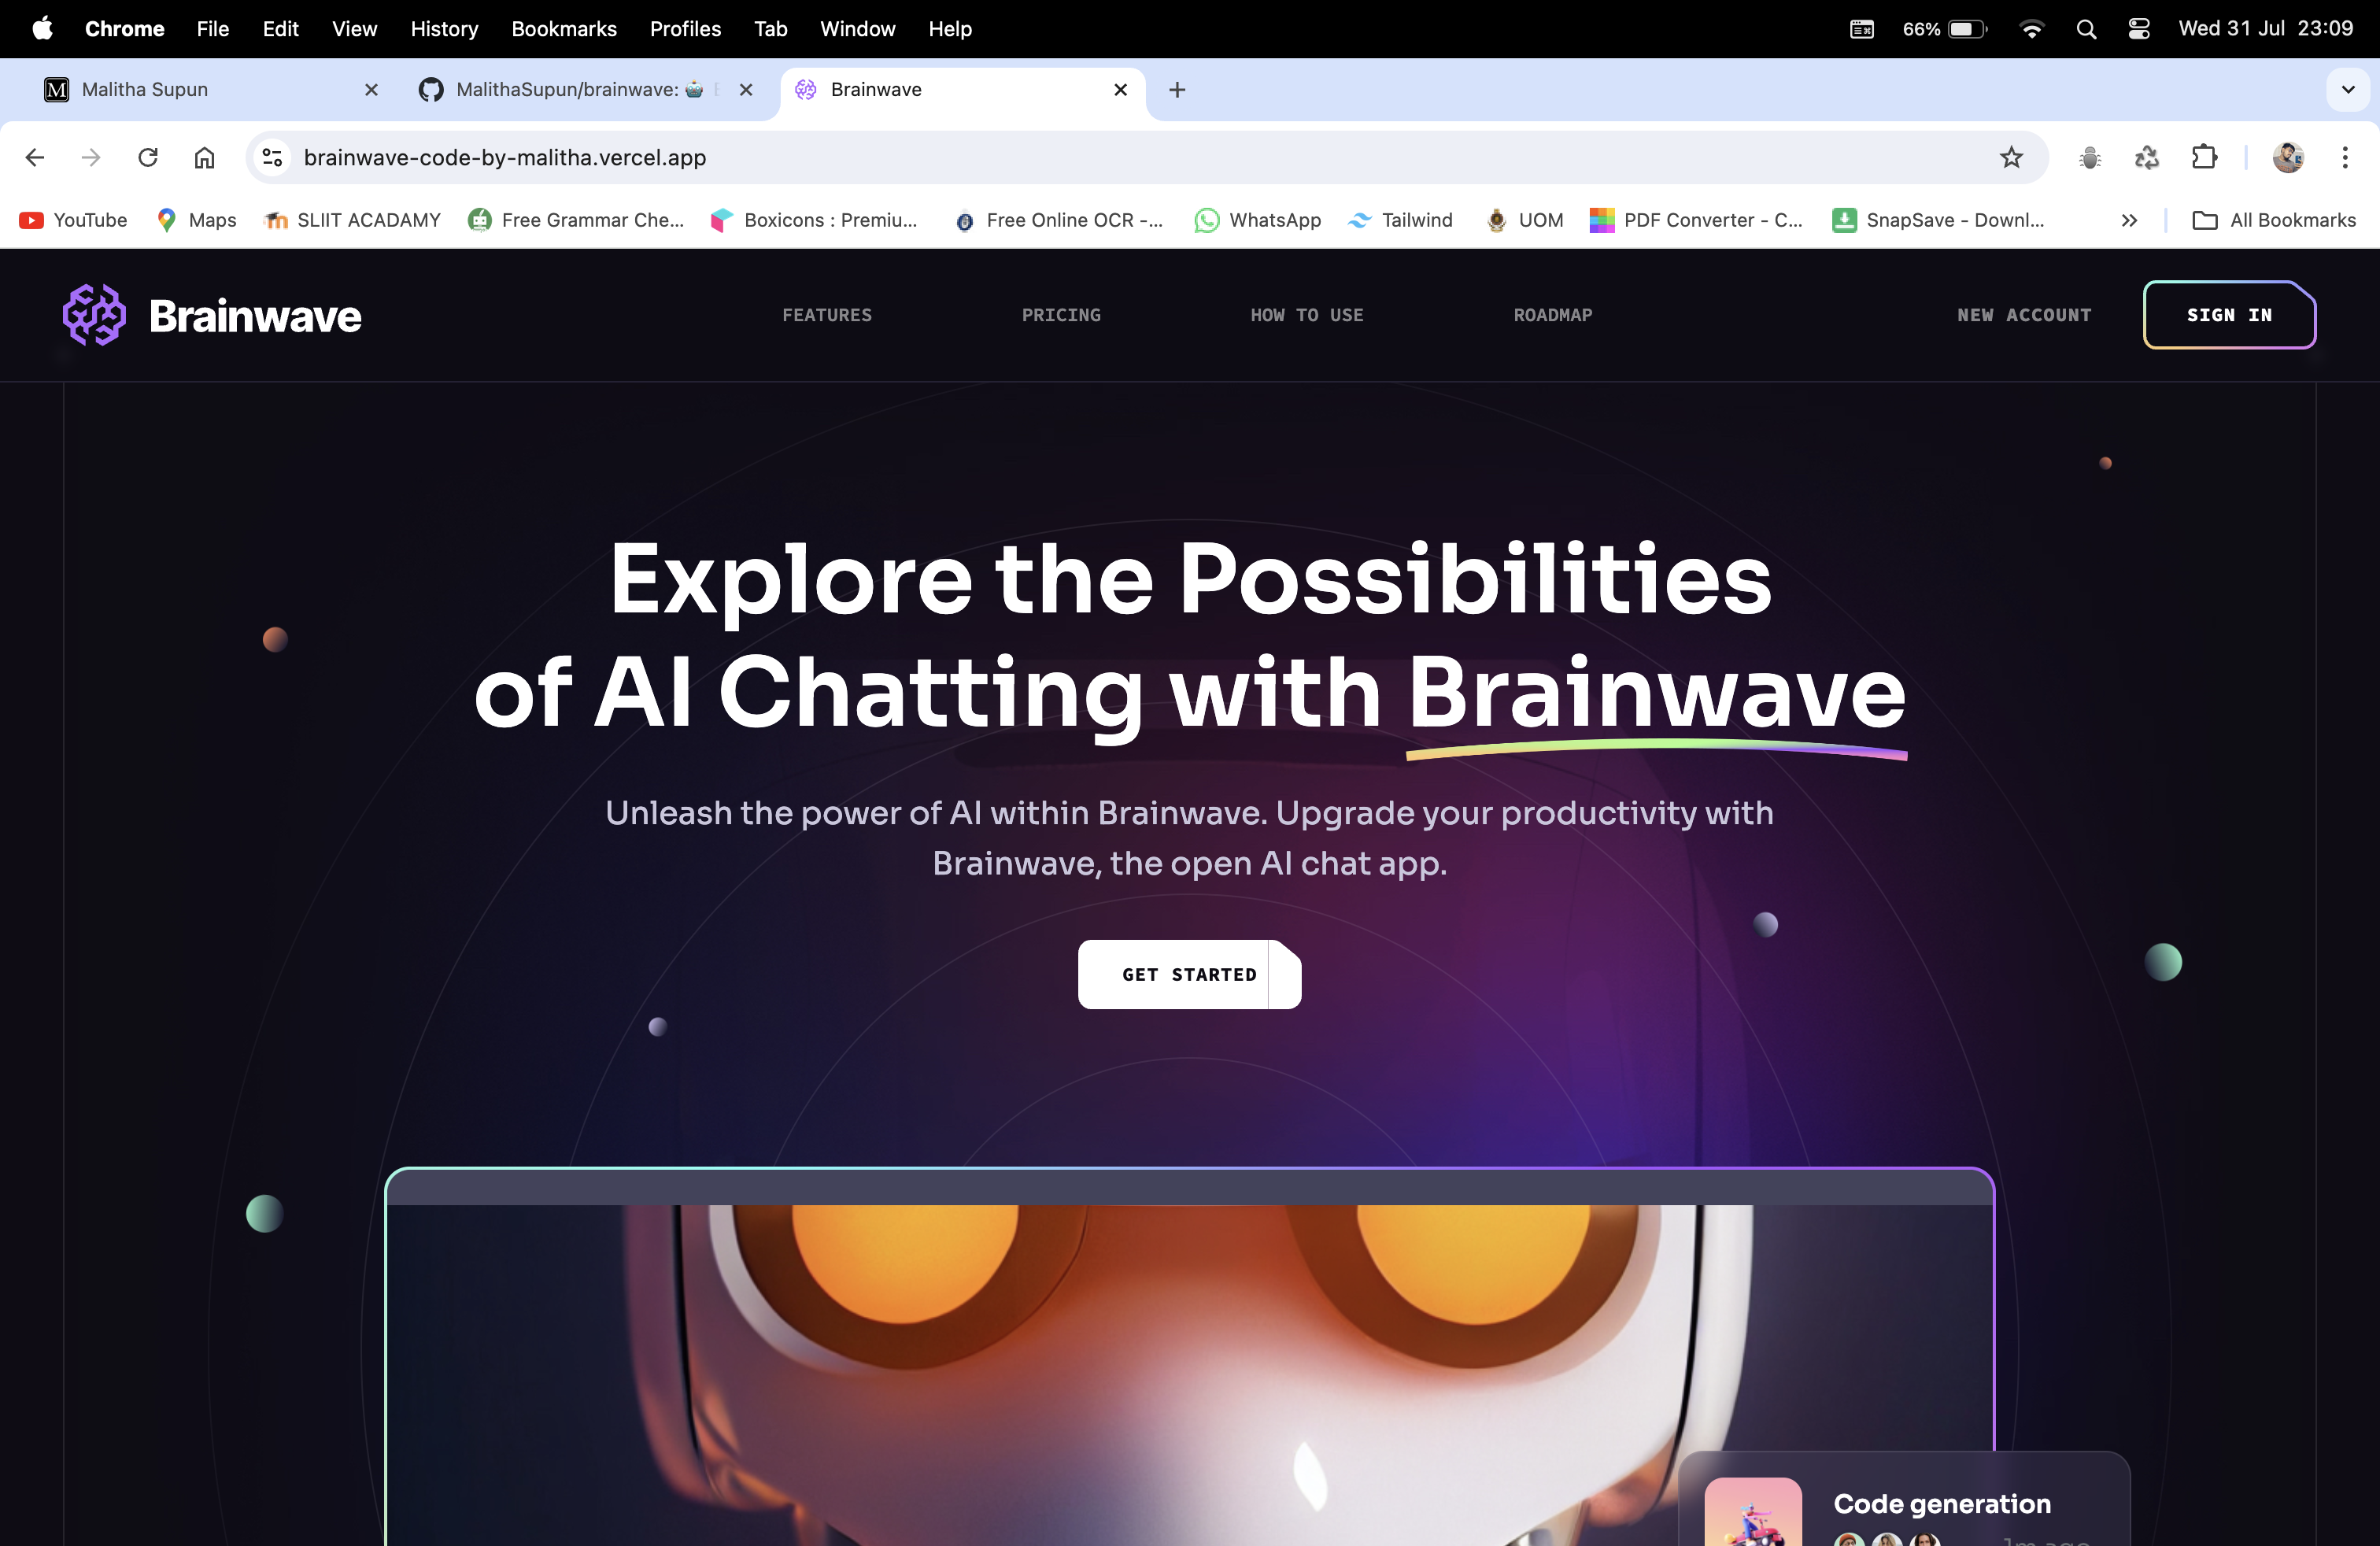 Chrome File Edit View History Bookmarks Profiles Tab Window Help 66% Wed 31 Jul 23:09
Malitha Supun MalithaSupun/brainwave: Brainwave
brainwave-code-by-malitha.vercel.app
YouTube Maps SLIIT ACADAMY Free Grammar Che... Boxicons : Premiu... Free Online OCR -... WhatsApp Tailwind UOM PDF Converter - C... SnapSave - Downl... All Bookmarks
Brainwave FEATURES PRICING HOW TO USE ROADMAP NEW ACCOUNT SIGN IN
Explore the Possibilities
of AI Chatting with Brainwave
Unleash the power of AI within Brainwave. Upgrade your productivity with
Brainwave, the open AI chat app.
GET STARTED
Code generation
1m ago